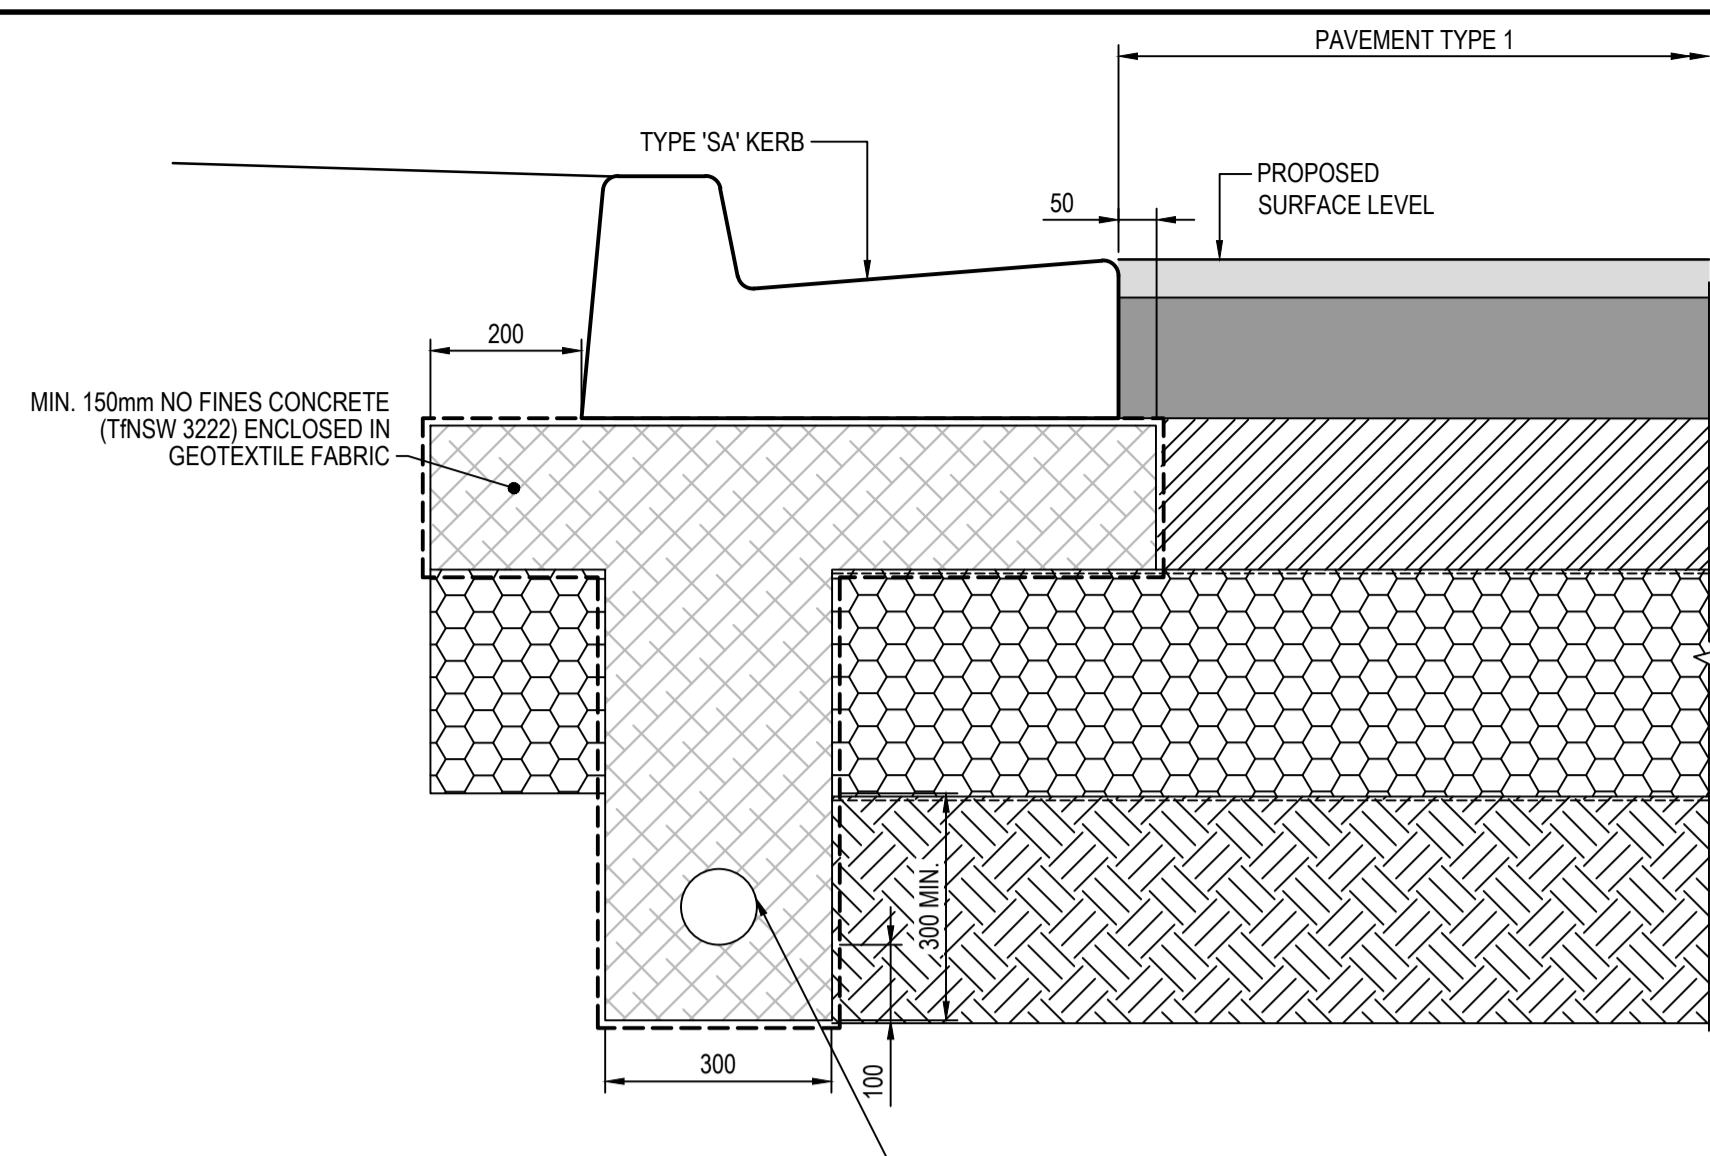 PAVEMENT TYPE 1
TYPE 'SA' KERB
PROPOSED
SURFACE LEVEL
50
200
MIN. 150mm NO FINES CONCRETE
(TfNSW 3222) ENCLOSED IN
GEOTEXTILE FABRIC
300 MIN.
300
100